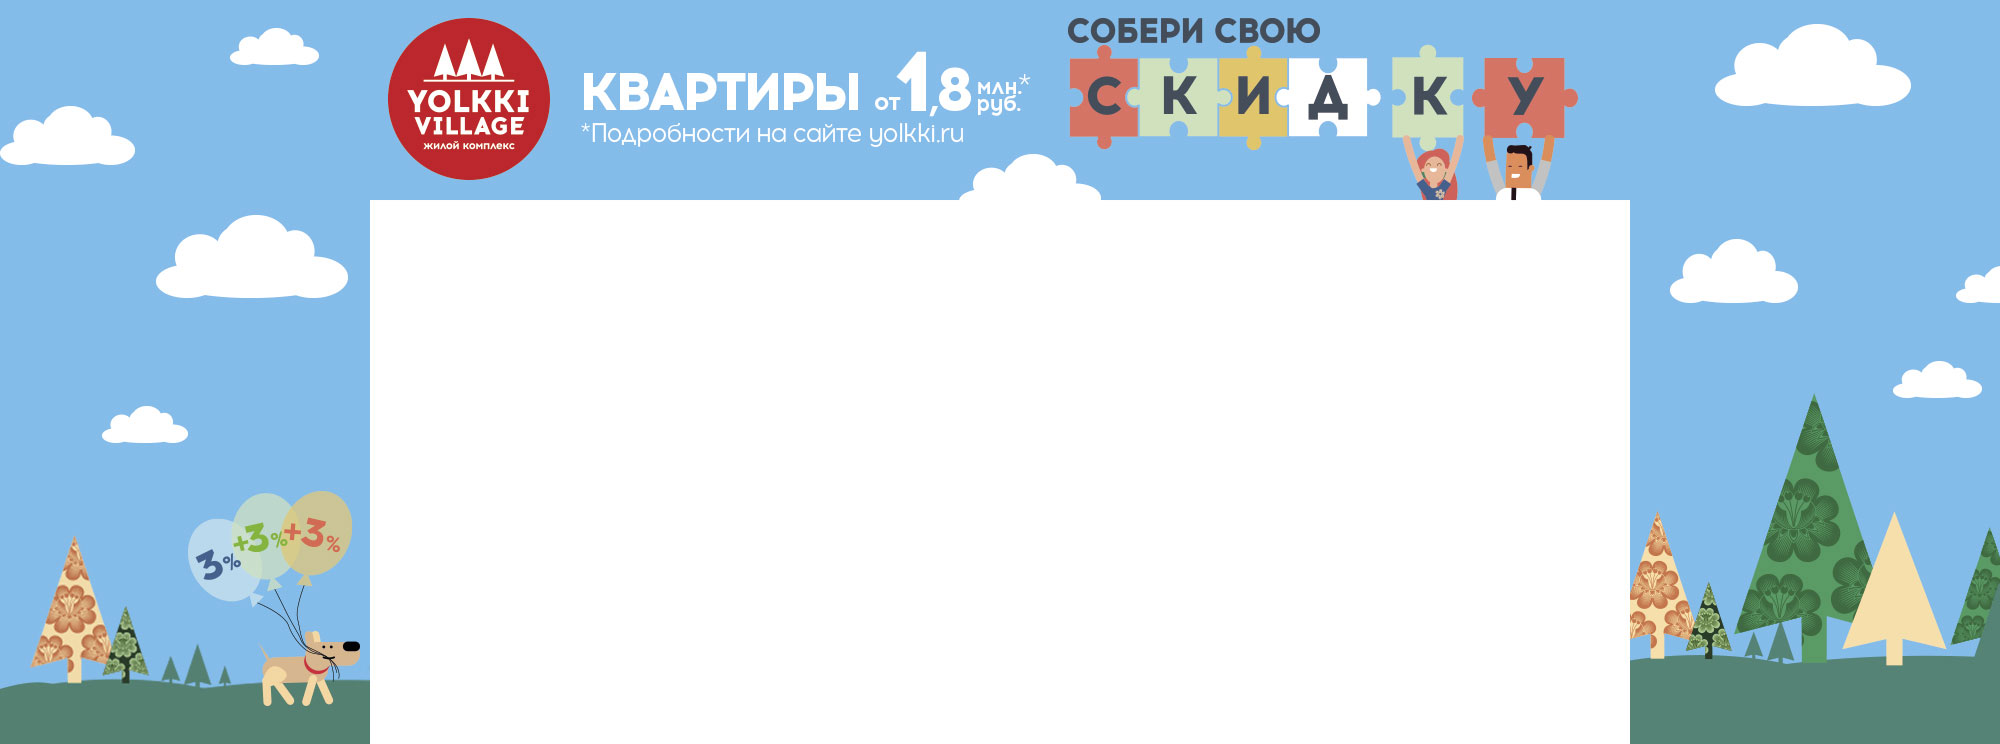 YOLKKI
VILLAGE
ЖИЛОЙ КОМПЛЕКС
КВАРТИРЫ от 1,8 млн.* руб.
*Подробности на сайте yolkki.ru
СОБЕРИ СВОЮ
СКИДКУ
3% +3% +3%